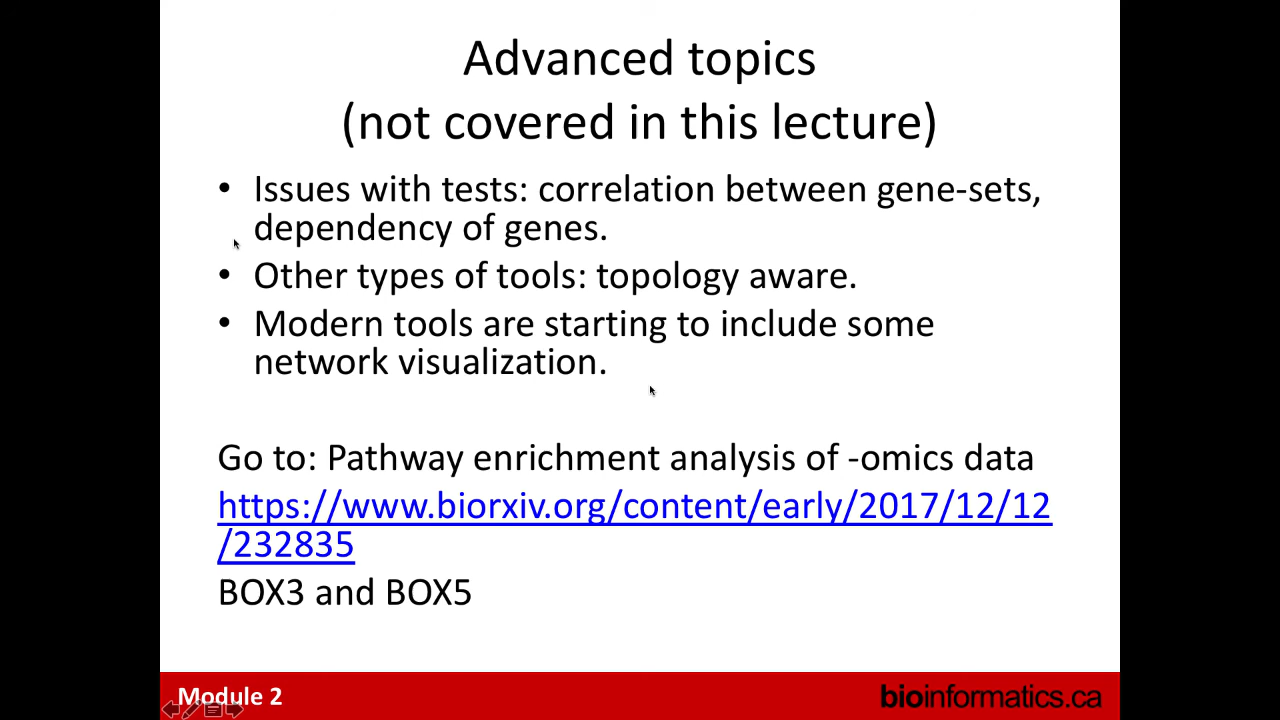 Advanced topics
(not covered in this lecture)
• Issues with tests: correlation between gene-sets,
dependency of genes.
• Other types of tools: topology aware.
• Modern tools are starting to include some
network visualization.
Go to: Pathway enrichment analysis of -omics data
https://www.biorxiv.org/content/early/2017/12/12
/232835
BOX3 and BOX5
Module 2
bioinformatics.ca